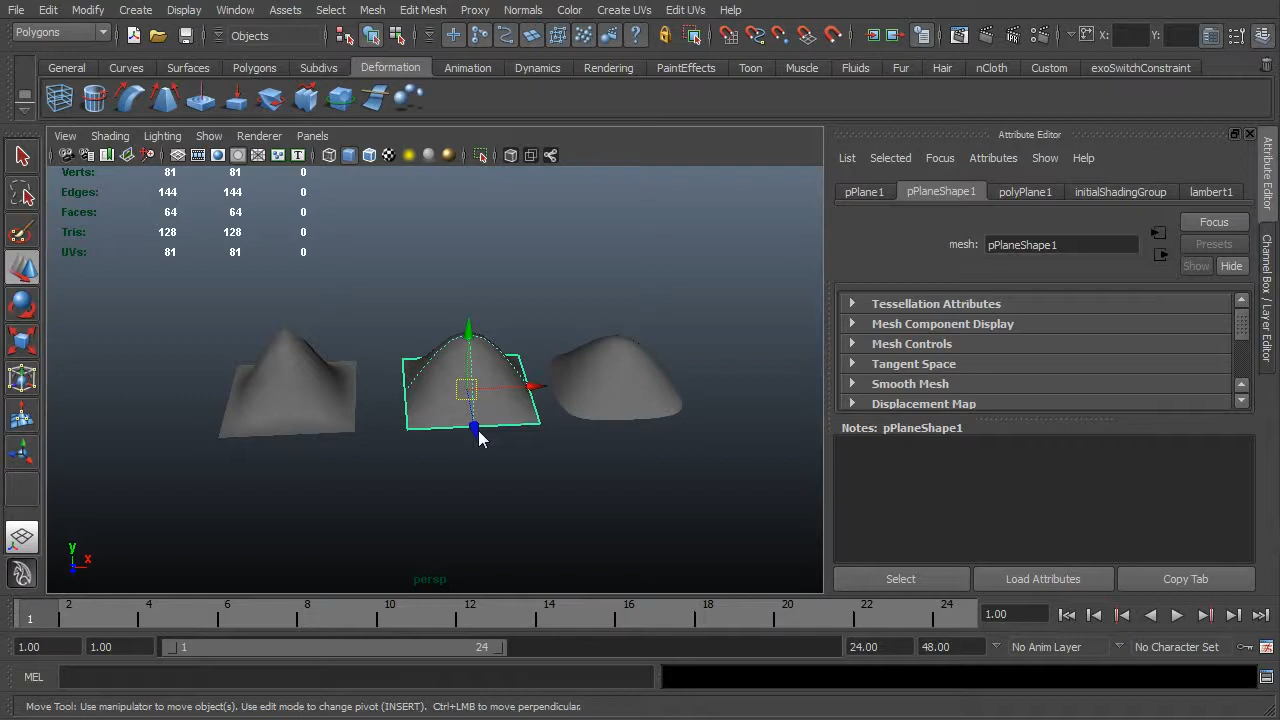 File Edit Modify Create Display Window Assets Select Mesh Edit Mesh Proxy Normals Color Create UVs Edit UVs Help
Polygons Objects X: Y:
General Curves Surfaces Polygons Subdivs Deformation Animation Dynamics Rendering PaintEffects Toon Muscle Fluids Fur Hair nCloth Custom exoSwitchConstraint
View Shading Lighting Show Renderer Panels
Verts: 81 81 0
Edges: 144 144 0
Faces: 64 64 0
Tris: 128 128 0
UVs: 81 81 0
y
x
persp
Attribute Editor
List Selected Focus Attributes Show Help
pPlane1 pPlaneShape1 polyPlane1 initialShadingGroup lambert1
Focus
mesh: pPlaneShape1 Presets
Show Hide
Tessellation Attributes
Mesh Component Display
Mesh Controls
Tangent Space
Smooth Mesh
Displacement Map
Notes: pPlaneShape1
Select Load Attributes Copy Tab
Attribute Editor
Channel Box / Layer Editor
1 2 4 6 8 10 12 14 16 18 20 22 24 1.00
1.00 1.00 1 24 24.00 48.00 No Anim Layer No Character Set
MEL
Move Tool: Use manipulator to move object(s). Use edit mode to change pivot (INSERT). Ctrl+LMB to move perpendicular.